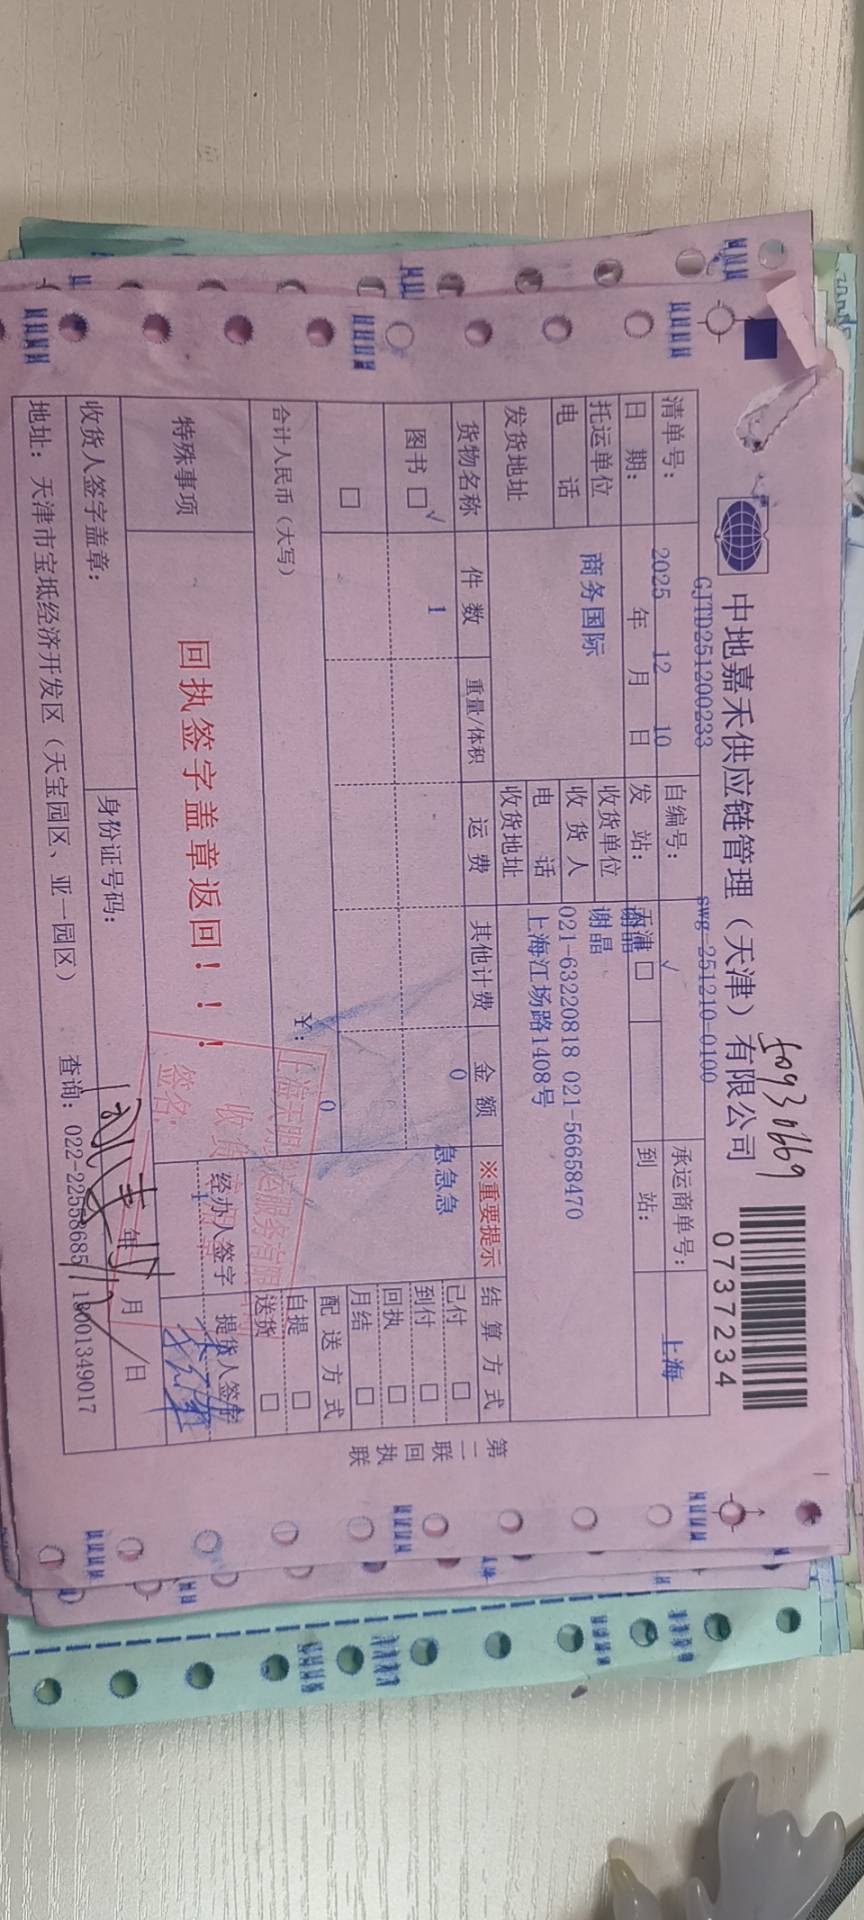 中地嘉禾供应链管理（天津）有限公司
50930669
0737234
清单号： GJTD251200233 自编号： swg-251210-0100 承运商单号：
日 期： 2025 年 12 月 10 日 发 站： 天津 □ √ 到 站： 上海
托运单位 商务国际 收货单位
收 货 人 谢晶
电 话 电 话 021-63220818 021-56658470
发货地址 收货地址 上海江场路1408号
货物名称 件 数 重量/体积 运 费 其他计费 金 额 ※重要提示 结 算 方 式
图书 □ √ 1 0 急急急 已付 □
到付 □
回执 □
□ 月结 □
合计人民币（大写） ￥： 0 配 送 方 式
自提 □
送货 □
特殊事项 回执签字盖章返回！！！ 经办人签字 提货人签字
收货人签字盖章： 身份证号码： 年 月 日
地址：天津市宝坻经济开发区（天宝园区、亚一园区） 查询：022-22558685/18001349017
第二联 回执联
签名: